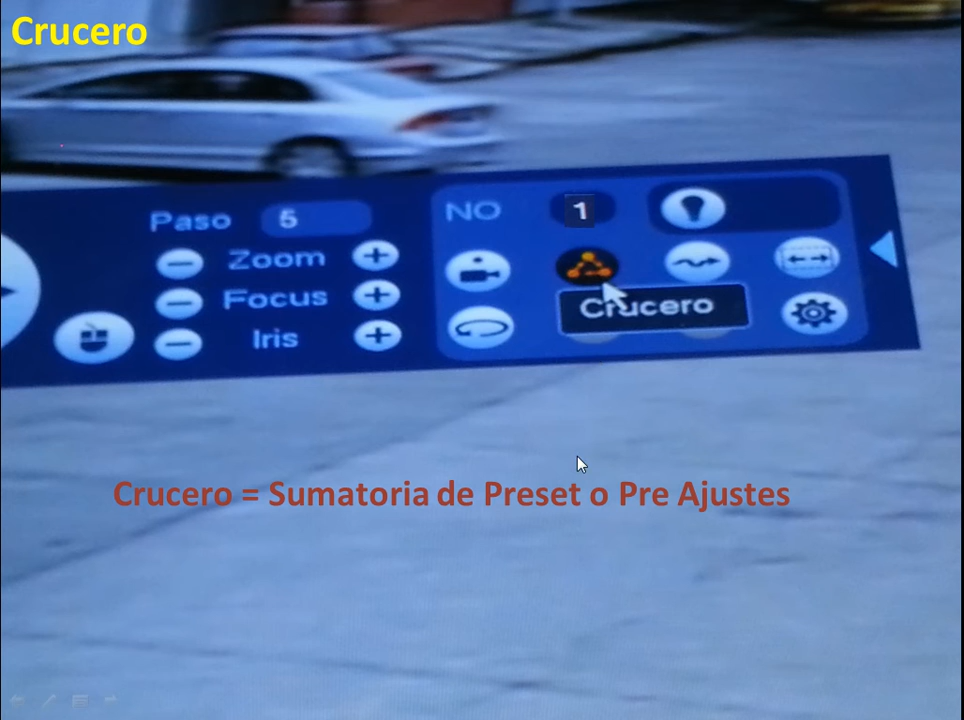 Crucero
Paso 5
Zoom
Focus
Iris
NO 1
Crucero
Crucero = Sumatoria de Preset o Pre Ajustes